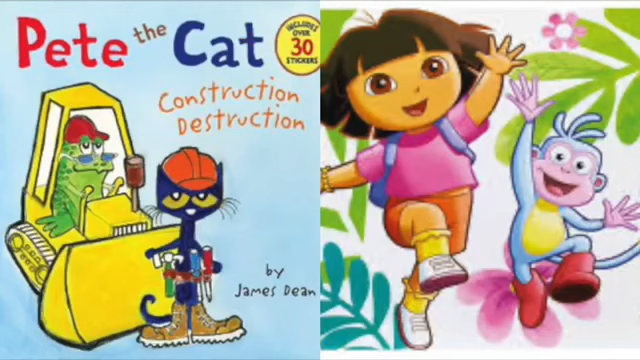 Pete the Cat
INCLUDES
OVER
30
STICKERS
Construction
Destruction
by
James Dean